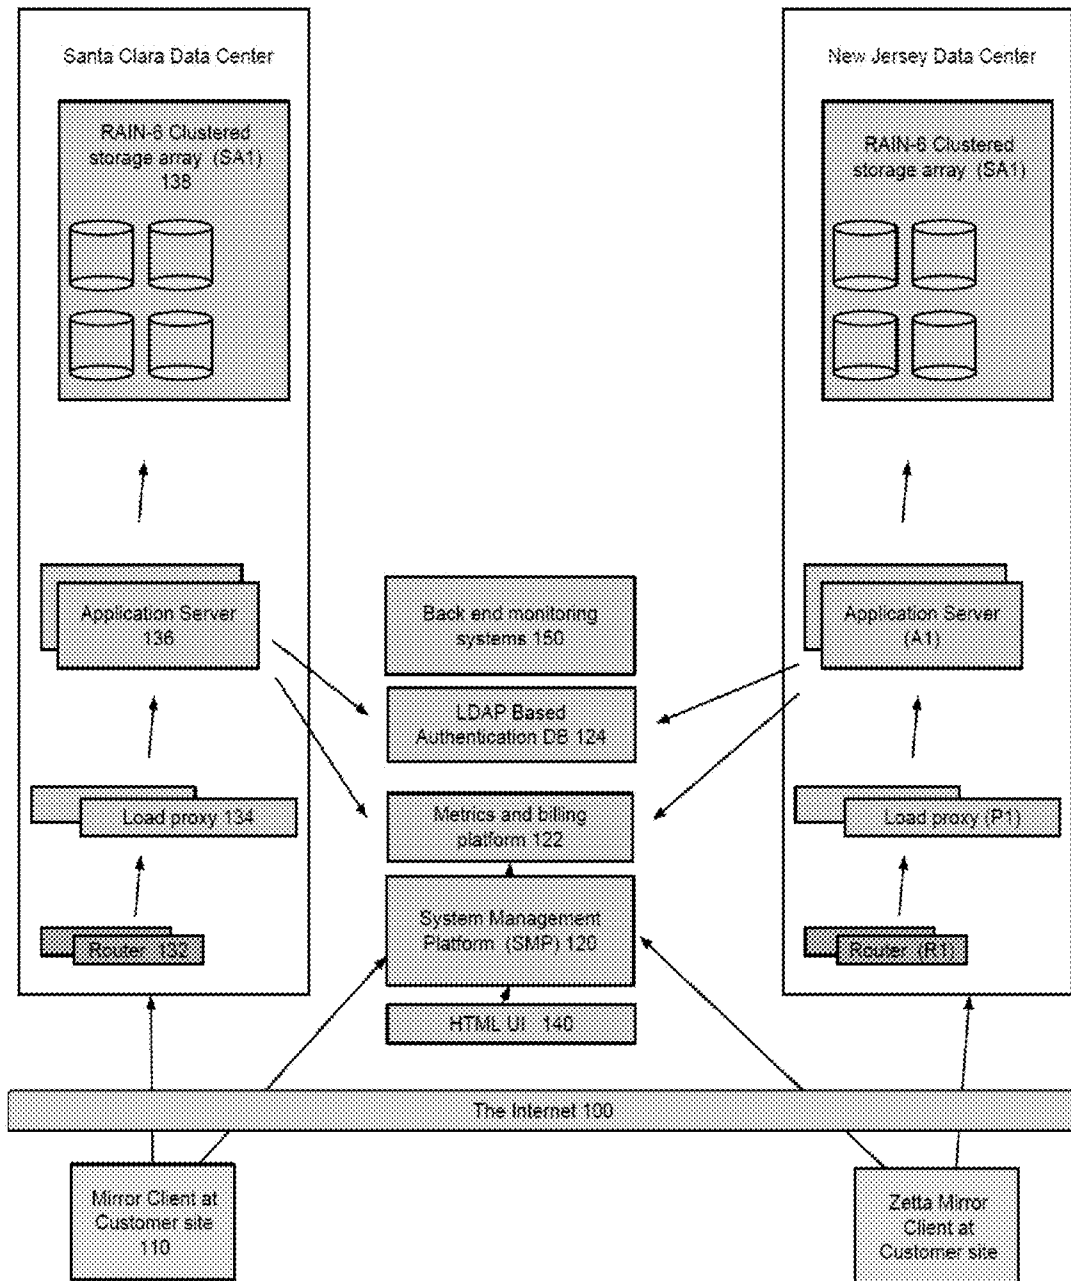 Santa Clara Data Center
RAIN-6 Clustered
storage array (SA1)
138
Application Server
136
Load proxy 134
Router 132
Back end monitoring
systems 150
LDAP Based
Authentication DB 124
Metrics and billing
platform 122
System Management
Platform (SMP) 120
HTML UI 140
New Jersey Data Center
RAIN-6 Clustered
storage array (SA1)
Application Server
(A1)
Load proxy (P1)
Router (R1)
The Internet 100
Mirror Client at
Customer site
110
Zetta Mirror
Client at
Customer site